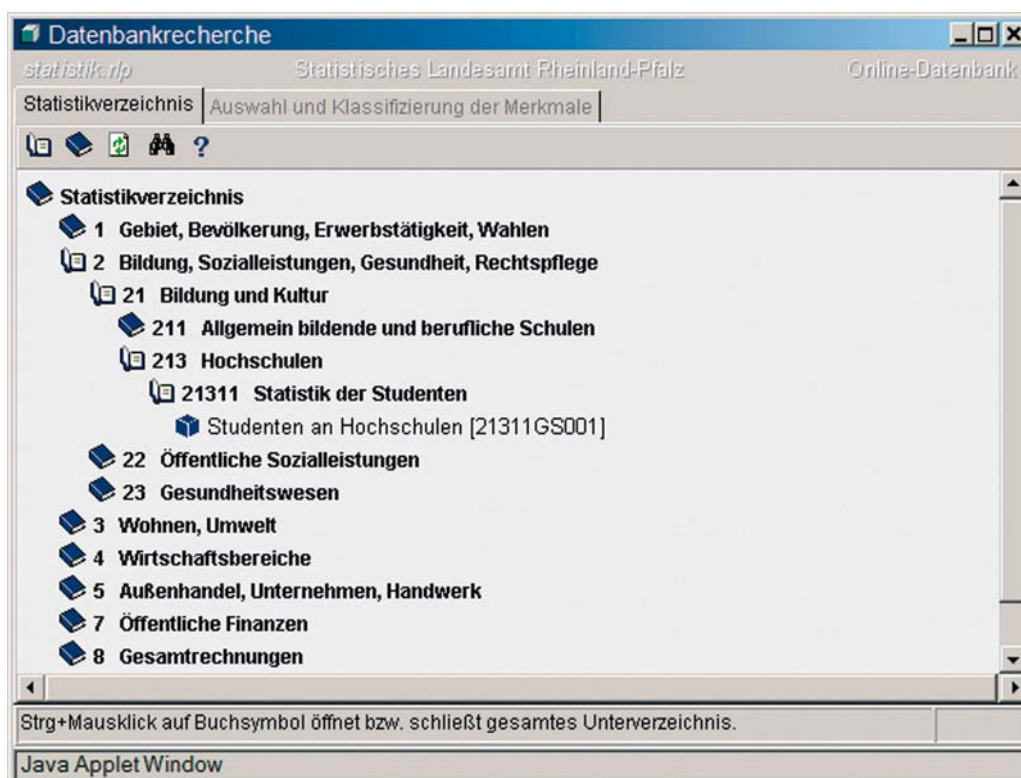 Datenbankrecherche
statistik.rlp Statistisches Landesamt Rheinland-Pfalz Online-Datenbank
Statistikverzeichnis Auswahl und Klassifizierung der Merkmale
?
Statistikverzeichnis
1 Gebiet, Bevölkerung, Erwerbstätigkeit, Wahlen
2 Bildung, Sozialleistungen, Gesundheit, Rechtspflege
21 Bildung und Kultur
211 Allgemein bildende und berufliche Schulen
213 Hochschulen
21311 Statistik der Studenten
Studenten an Hochschulen [21311GS001]
22 Öffentliche Sozialleistungen
23 Gesundheitswesen
3 Wohnen, Umwelt
4 Wirtschaftsbereiche
5 Außenhandel, Unternehmen, Handwerk
7 Öffentliche Finanzen
8 Gesamtrechnungen
Strg+Mausklick auf Buchsymbol öffnet bzw. schließt gesamtes Unterverzeichnis.
Java Applet Window